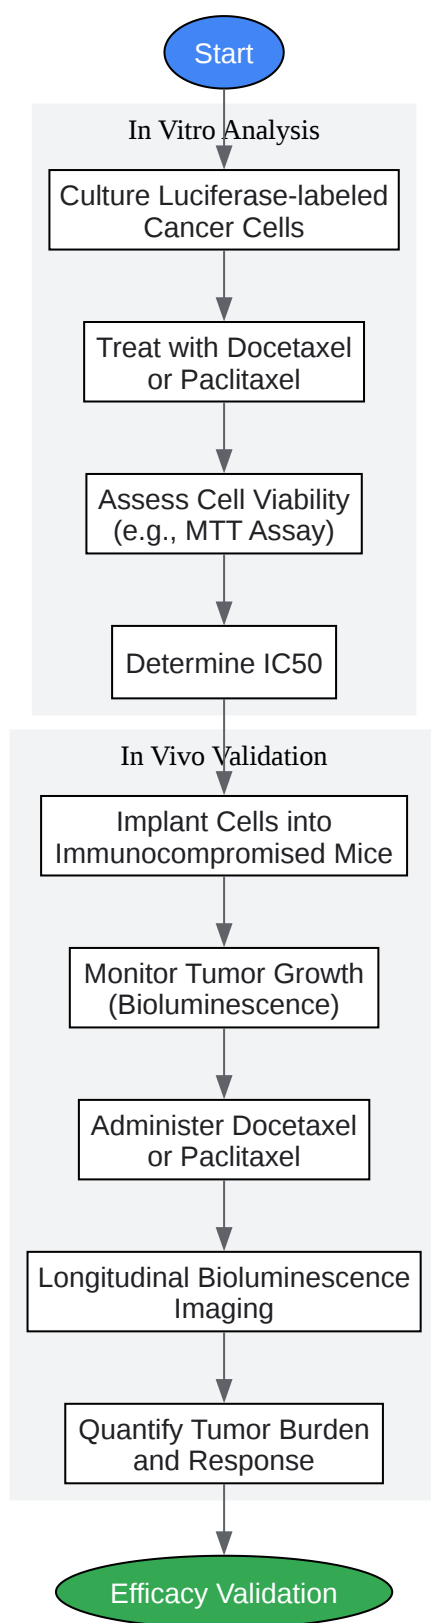 Start
In Vitro Analysis
Culture Luciferase-labeled
Cancer Cells
Treat with Docetaxel
or Paclitaxel
Assess Cell Viability
(e.g., MTT Assay)
Determine IC50
In Vivo Validation
Implant Cells into
Immunocompromised Mice
Monitor Tumor Growth
(Bioluminescence)
Administer Docetaxel
or Paclitaxel
Longitudinal Bioluminescence
Imaging
Quantify Tumor Burden
and Response
Efficacy Validation